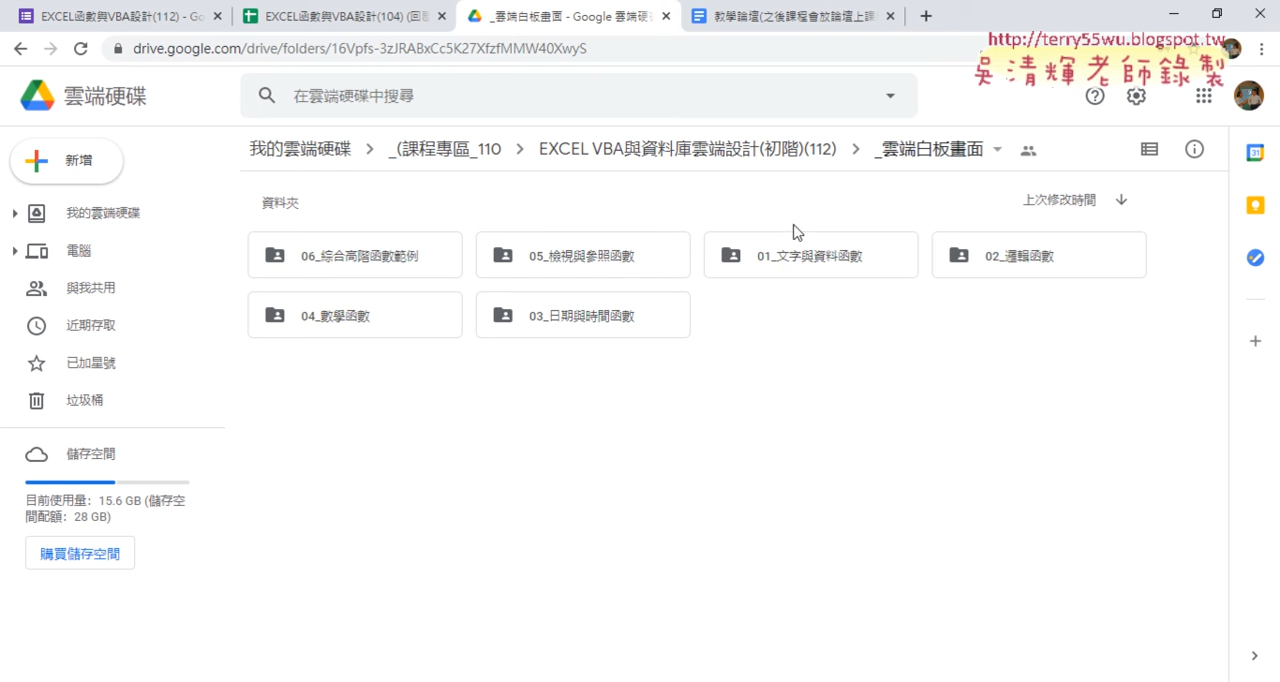 EXCEL函數與VBA設計(112) - Go
EXCEL函數與VBA設計(104) (回
_雲端白板畫面 - Google 雲端硬
教學論壇(之後課程會放論壇上課
drive.google.com/drive/folders/16Vpfs-3zJRABxCc5K27XfzfMMW40XwyS
http://terry55wu.blogspot.tw
吳清輝老師錄製
雲端硬碟
在雲端硬碟中搜尋
新增
我的雲端硬碟 > _(課程專區_110 > EXCEL VBA與資料庫雲端設計(初階)(112) > _雲端白板畫面
資料夾
上次修改時間
我的雲端硬碟
電腦
與我共用
近期存取
已加星號
垃圾桶
儲存空間
目前使用量：15.6 GB (儲存空
間配額：28 GB)
購買儲存空間
06_綜合高階函數範例
05_檢視與參照函數
01_文字與資料函數
02_邏輯函數
04_數學函數
03_日期與時間函數
31